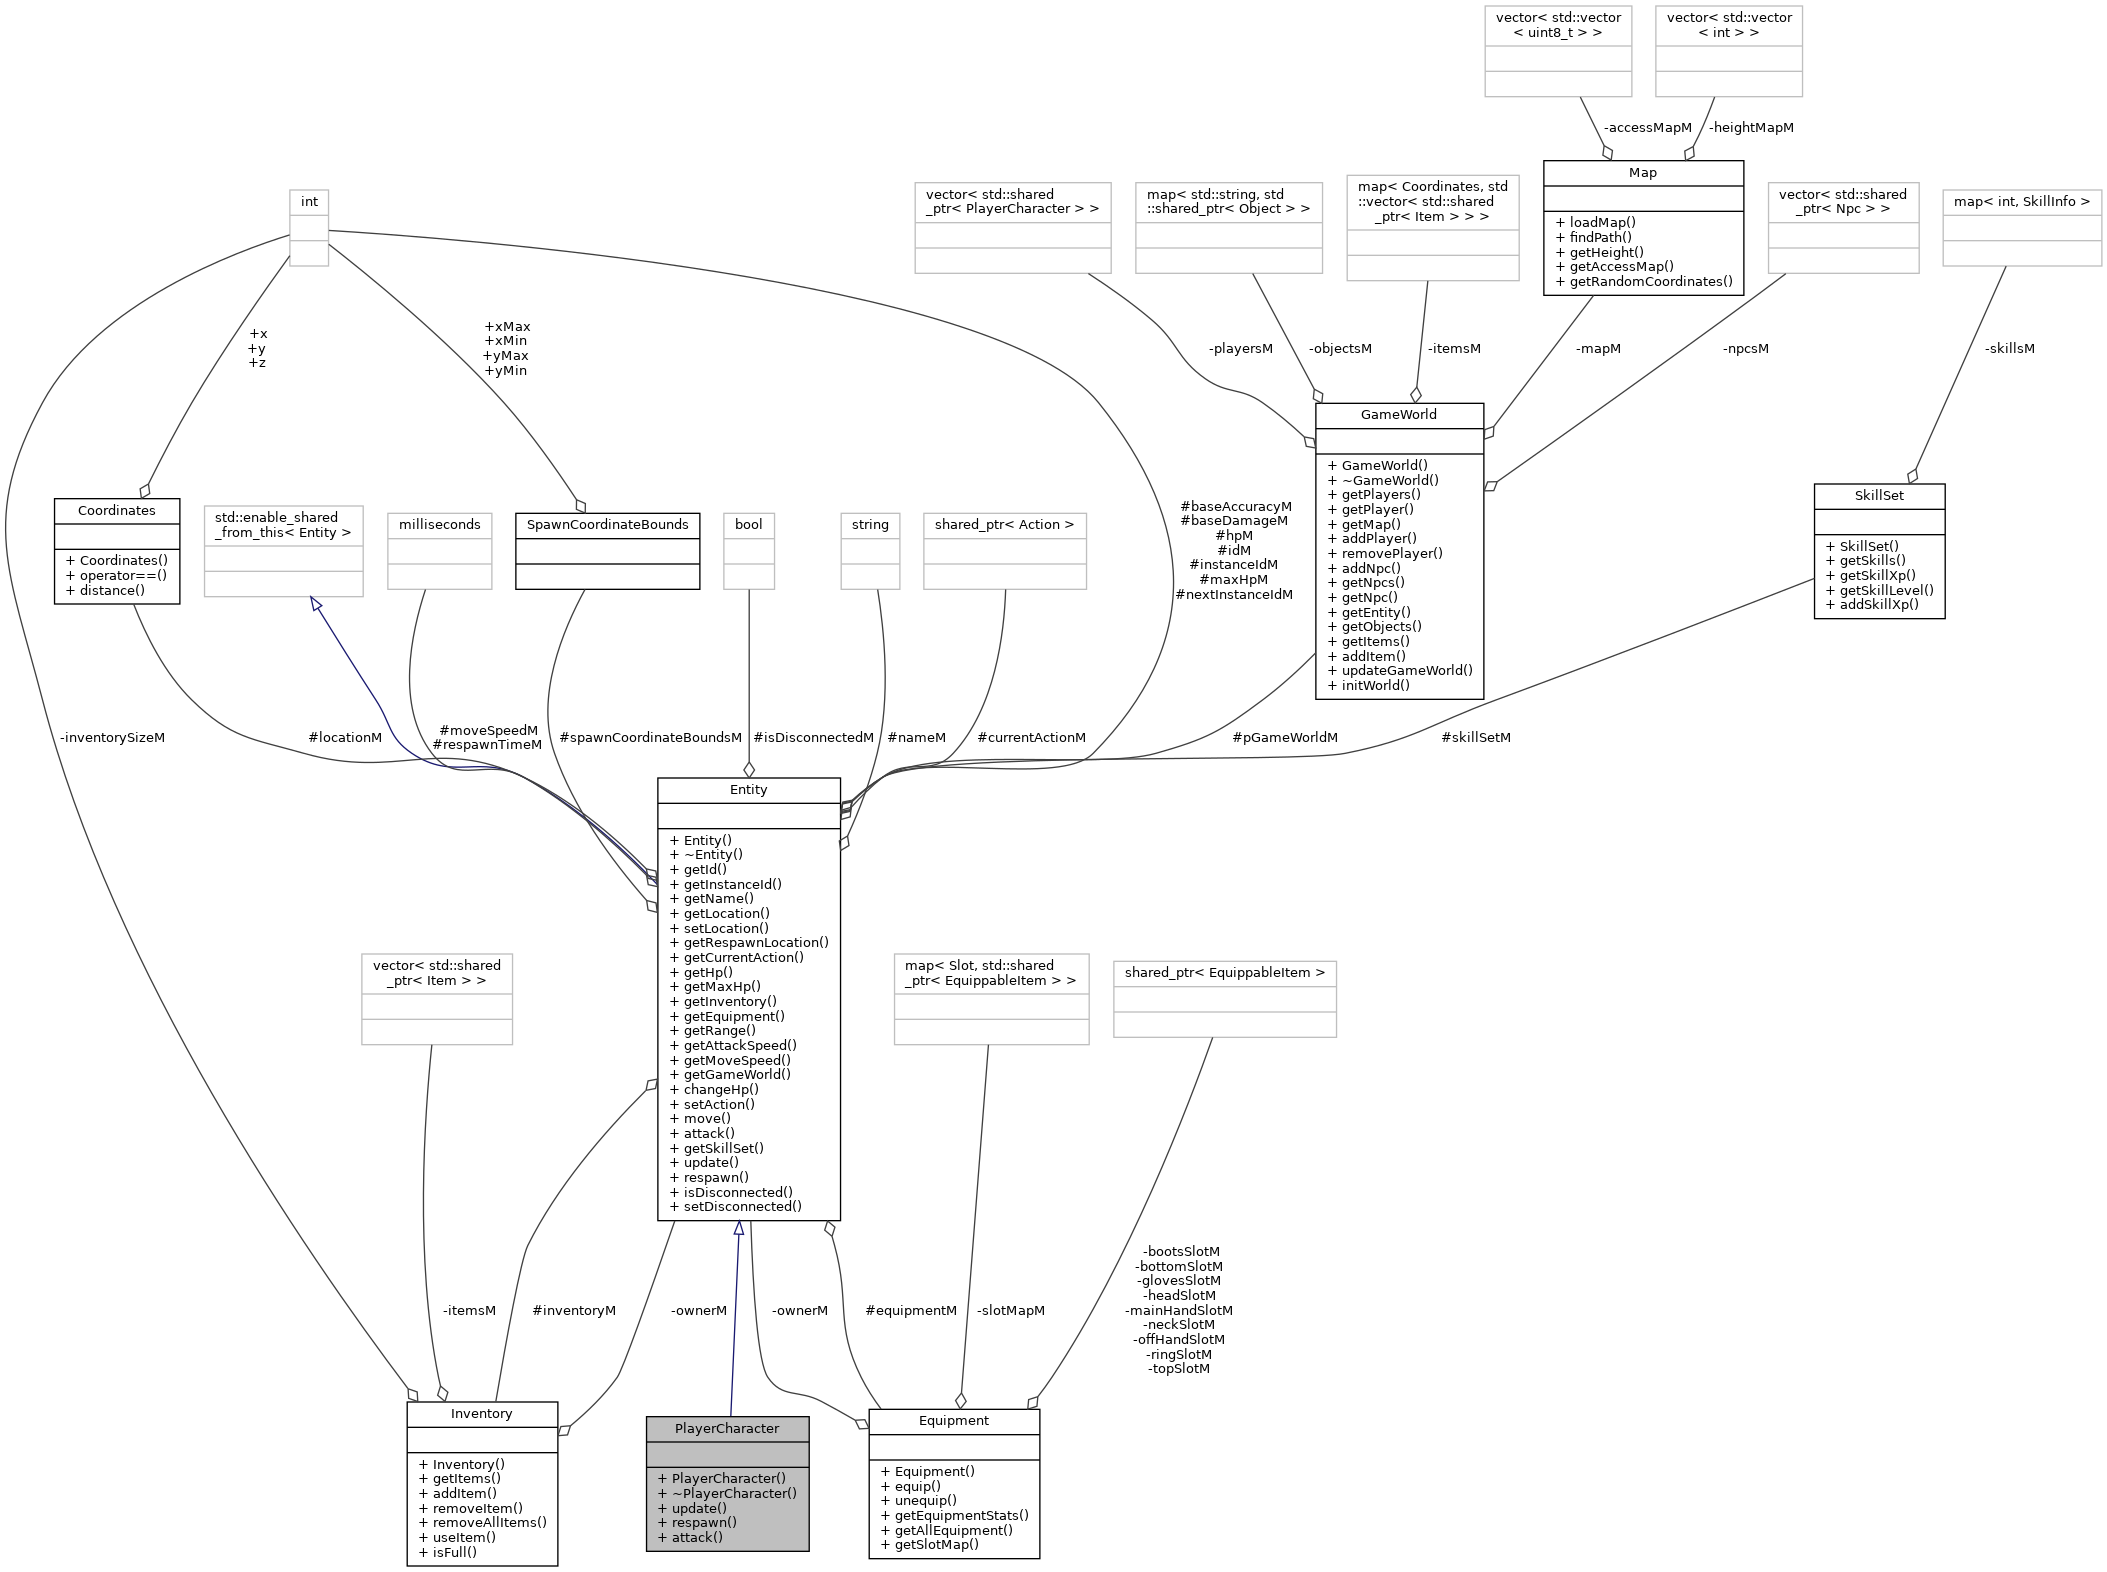 vector< std::vector
< uint8_t > >
vector< std::vector
< int > >
-accessMapM
-heightMapM
Map
+ loadMap()
+ findPath()
+ getHeight()
+ getAccessMap()
+ getRandomCoordinates()
int
vector< std::shared
_ptr< PlayerCharacter > >
map< std::string, std
::shared_ptr< Object > >
map< Coordinates, std
::vector< std::shared
_ptr< Item > > >
vector< std::shared
_ptr< Npc > >
map< int, SkillInfo >
+x
+y
+z
+xMax
+xMin
+yMax
+yMin
-playersM
-objectsM
-itemsM
-mapM
-npcsM
-skillsM
GameWorld
+ GameWorld()
+ ~GameWorld()
+ getPlayers()
+ getPlayer()
+ getMap()
+ addPlayer()
+ removePlayer()
+ addNpc()
+ getNpcs()
+ getNpc()
+ getEntity()
+ getObjects()
+ getItems()
+ addItem()
+ updateGameWorld()
+ initWorld()
SkillSet
+ SkillSet()
+ getSkills()
+ getSkillXp()
+ getSkillLevel()
+ addSkillXp()
Coordinates
+ Coordinates()
+ operator==()
+ distance()
std::enable_shared
_from_this< Entity >
milliseconds
SpawnCoordinateBounds
bool
string
shared_ptr< Action >
#baseAccuracyM
#baseDamageM
#hpM
#idM
#instanceIdM
#maxHpM
#nextInstanceIdM
-inventorySizeM
#locationM
#moveSpeedM
#respawnTimeM
#spawnCoordinateBoundsM
#isDisconnectedM
#nameM
#currentActionM
#pGameWorldM
#skillSetM
Entity
+ Entity()
+ ~Entity()
+ getId()
+ getInstanceId()
+ getName()
+ getLocation()
+ setLocation()
+ getRespawnLocation()
+ getCurrentAction()
+ getHp()
+ getMaxHp()
+ getInventory()
+ getEquipment()
+ getRange()
+ getAttackSpeed()
+ getMoveSpeed()
+ getGameWorld()
+ changeHp()
+ setAction()
+ move()
+ attack()
+ getSkillSet()
+ update()
+ respawn()
+ isDisconnected()
+ setDisconnected()
vector< std::shared
_ptr< Item > >
map< Slot, std::shared
_ptr< EquippableItem > >
shared_ptr< EquippableItem >
-itemsM
#inventoryM
-ownerM
-ownerM
#equipmentM
-slotMapM
-bootsSlotM
-bottomSlotM
-glovesSlotM
-headSlotM
-mainHandSlotM
-neckSlotM
-offHandSlotM
-ringSlotM
-topSlotM
Inventory
+ Inventory()
+ getItems()
+ addItem()
+ removeItem()
+ removeAllItems()
+ useItem()
+ isFull()
PlayerCharacter
+ PlayerCharacter()
+ ~PlayerCharacter()
+ update()
+ respawn()
+ attack()
Equipment
+ Equipment()
+ equip()
+ unequip()
+ getEquipmentStats()
+ getAllEquipment()
+ getSlotMap()